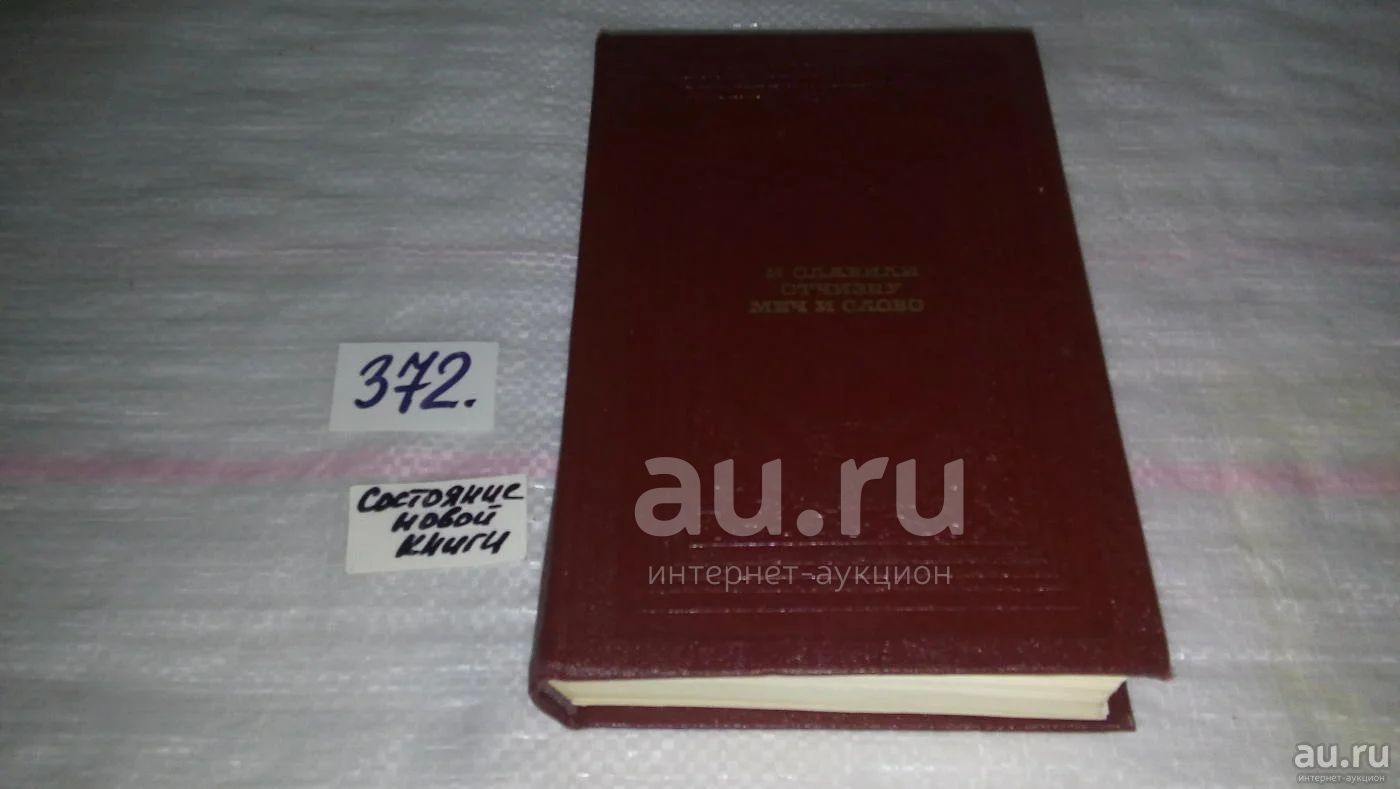 И СЛАВИЛИ
ОТЧИЗНУ
МЕЧ И СЛОВО
372.
Состояние
новой
книги
au.ru
интернет-аукцион
au.ru
интернет-аукцион